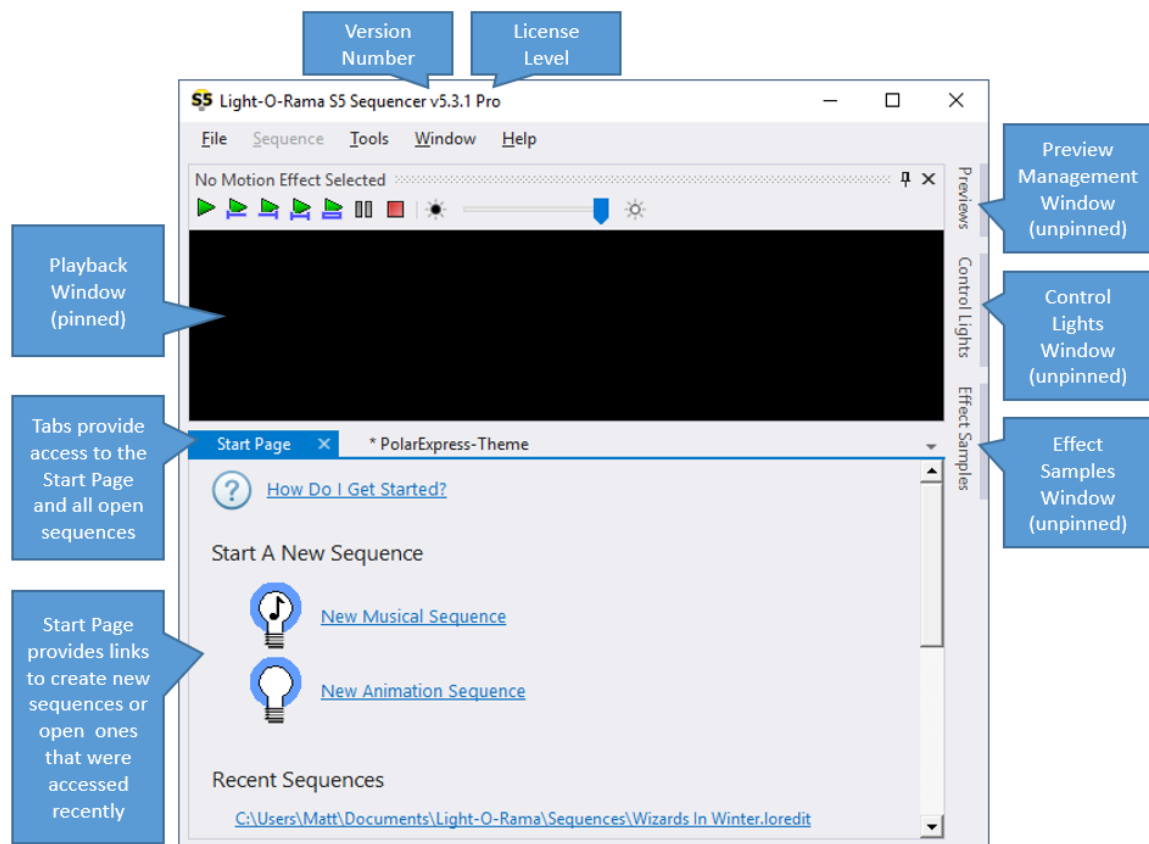 Version
Number
License
Level
S5 Light-O-Rama S5 Sequencer v5.3.1 Pro
File Sequence Tools Window Help
No Motion Effect Selected
Previews
Control Lights
Effect Samples
Preview
Management
Window
(unpinned)
Control
Lights
Window
(unpinned)
Effect
Samples
Window
(unpinned)
Playback
Window
(pinned)
Tabs provide
access to the
Start Page
and all open
sequences
Start Page
provides links
to create new
sequences or
open ones
that were
accessed
recently
Start Page * PolarExpress-Theme
? How Do I Get Started?
Start A New Sequence
New Musical Sequence
New Animation Sequence
Recent Sequences
C:\Users\Matt\Documents\Light-O-Rama\Sequences\Wizards In Winter.loredit